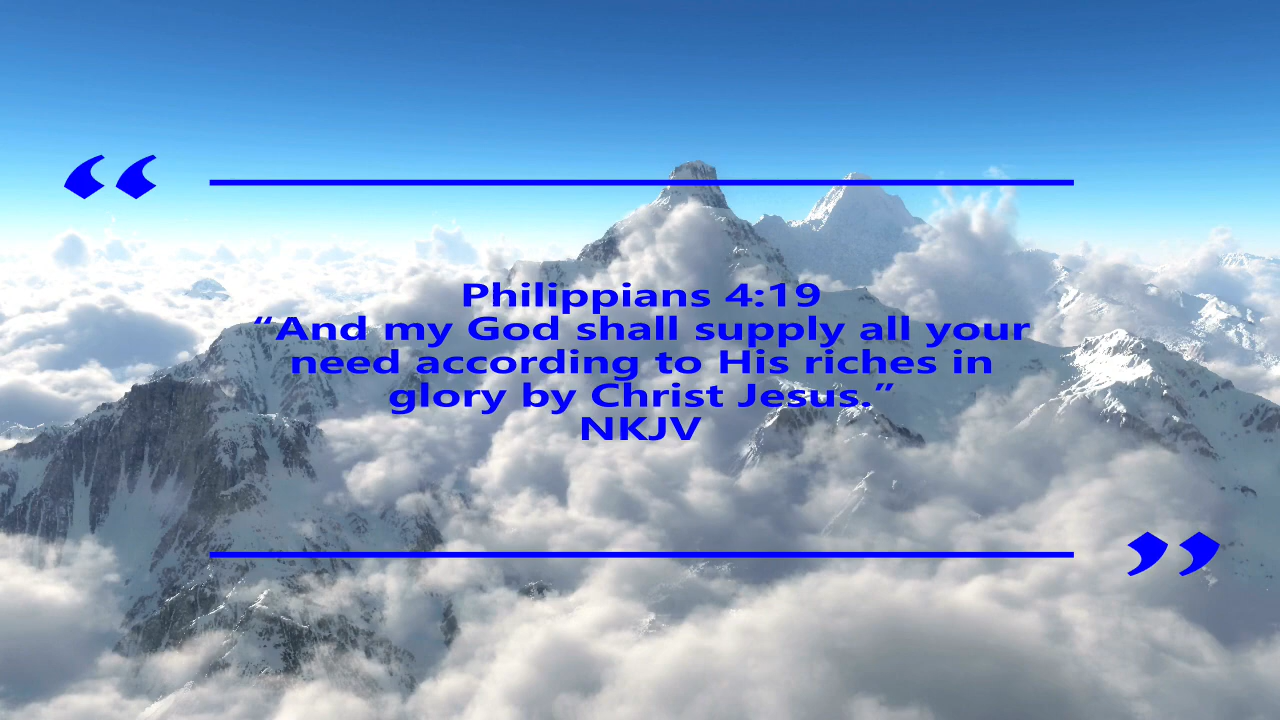 Philippians 4:19
“And my God shall supply all your
need according to His riches in
glory by Christ Jesus.”
NKJV